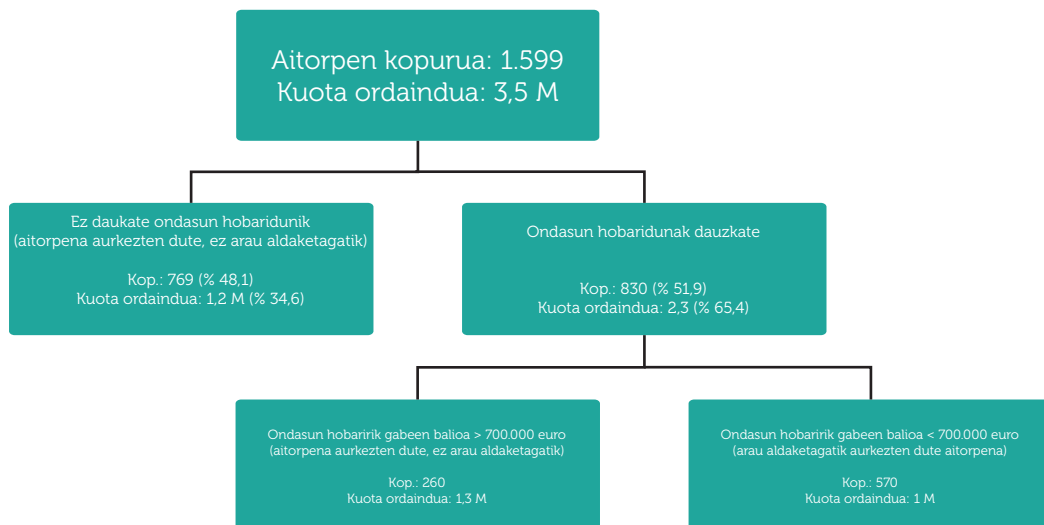 Aitorpen kopurua: 1.599
Kuota ordaindua: 3,5 M
Ez daukate ondasun hobaridunik
(aitorpena aurkezten dute, ez arau aldaketagatik)
Kop.: 769 (% 48,1)
Kuota ordaindua: 1,2 M (% 34,6)
Ondasun hobaridunak dauzkate
Kop.: 830 (% 51,9)
Kuota ordaindua: 2,3 (% 65,4)
Ondasun hobaririk gabeen balioa > 700.000 euro
(aitorpena aurkezten dute, ez arau aldaketagatik)
Kop.: 260
Kuota ordaindua: 1,3 M
Ondasun hobaririk gabeen balioa < 700.000 euro
(arau aldaketagatik aurkezten dute aitorpena)
Kop.: 570
Kuota ordaindua: 1 M